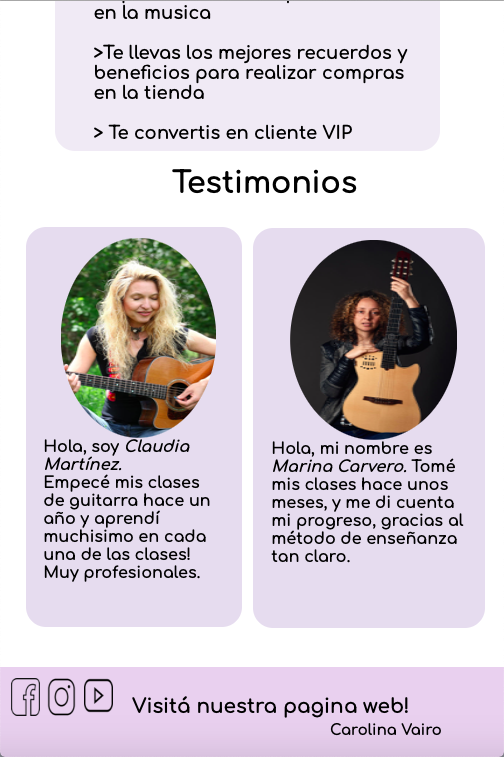 en la musica
>Te llevas los mejores recuerdos y
beneficios para realizar compras
en la tienda
> Te convertis en cliente VIP
Testimonios
Hola, soy Claudia
Martínez.
Empecé mis clases
de guitarra hace un
año y aprendí
muchisimo en cada
una de las clases!
Muy profesionales.
Hola, mi nombre es
Marina Carvero. Tomé
mis clases hace unos
meses, y me di cuenta
mi progreso, gracias al
método de enseñanza
tan claro.
Visitá nuestra pagina web!
Carolina Vairo